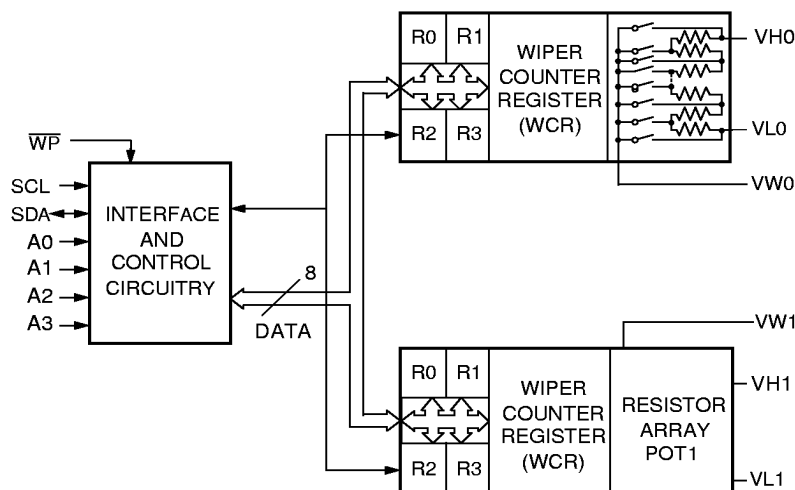 R0 R1
WIPER
COUNTER
REGISTER
(WCR)
R2 R3
VH0
VL0
VW0
WP
SCL
SDA
A0
A1
A2
A3
INTERFACE
AND
CONTROL
CIRCUITRY
8
DATA
VW1
R0 R1
WIPER
COUNTER
REGISTER
(WCR)
R2 R3
RESISTOR
ARRAY
POT1
VH1
VL1